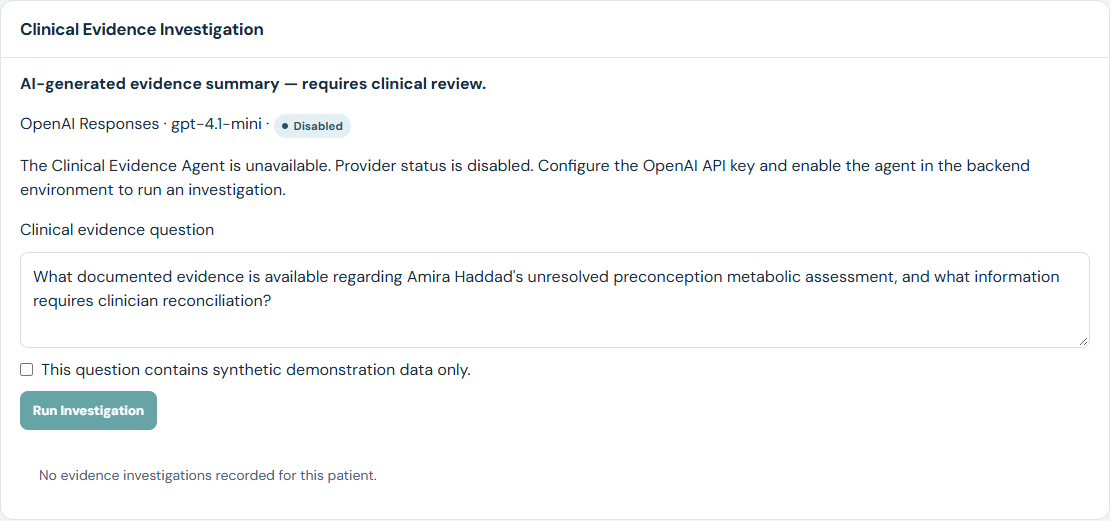 Clinical Evidence Investigation
AI-generated evidence summary — requires clinical review.
OpenAI Responses · gpt-4.1-mini · Disabled
The Clinical Evidence Agent is unavailable. Provider status is disabled. Configure the OpenAI API key and enable the agent in the backend
environment to run an investigation.
Clinical evidence question
What documented evidence is available regarding Amira Haddad's unresolved preconception metabolic assessment, and what information
requires clinician reconciliation?
This question contains synthetic demonstration data only.
Run Investigation
No evidence investigations recorded for this patient.